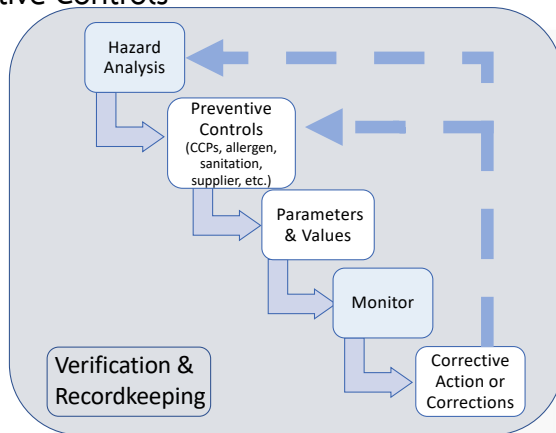 tive Controls
Hazard
Analysis
Preventive
Controls
(CCPs, allergen,
sanitation,
supplier, etc.)
Parameters
& Values
Monitor
Corrective
Action or
Corrections
Verification &
Recordkeeping